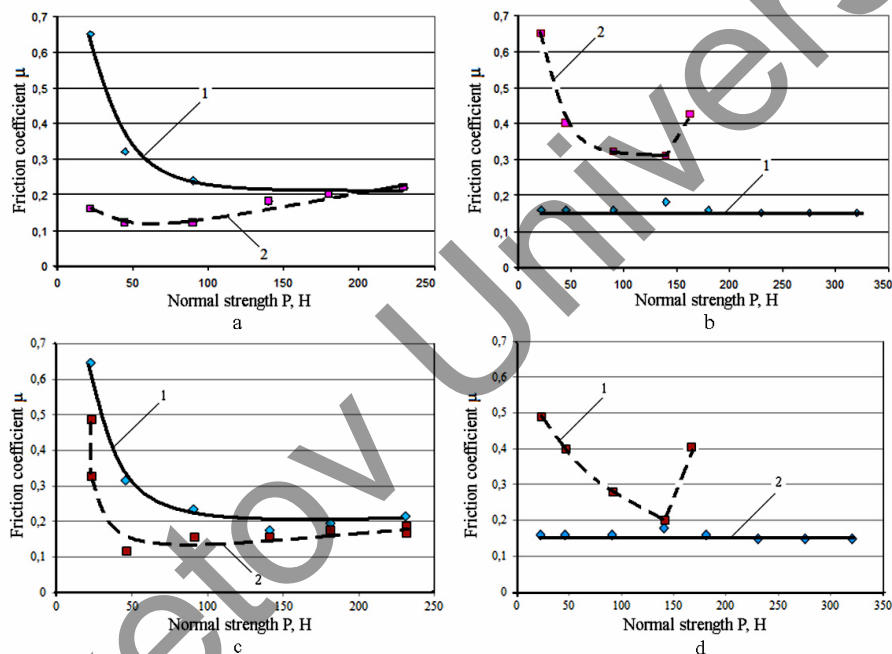 0,7
0,6
0,5
0,4
0,3
0,2
0,1
0
Friction coefficient μ
1
2
0 50 100 150 200 250
Normal strength P, H
a
0,7
0,6
0,5
0,4
0,3
0,2
0,1
0
Friction coefficient μ
2
1
0 50 100 150 200 250 300 350
Normal strength P, H
b
0,7
0,6
0,5
0,4
0,3
0,2
0,1
0
Friction coefficient μ
1
2
0 50 100 150 200 250
Normal strength P, H
c
0,7
0,6
0,5
0,4
0,3
0,2
0,1
0
Friction coefficient μ
1
2
0 50 100 150 200 250 300 350
Normal strength P, H
d
etov Univers